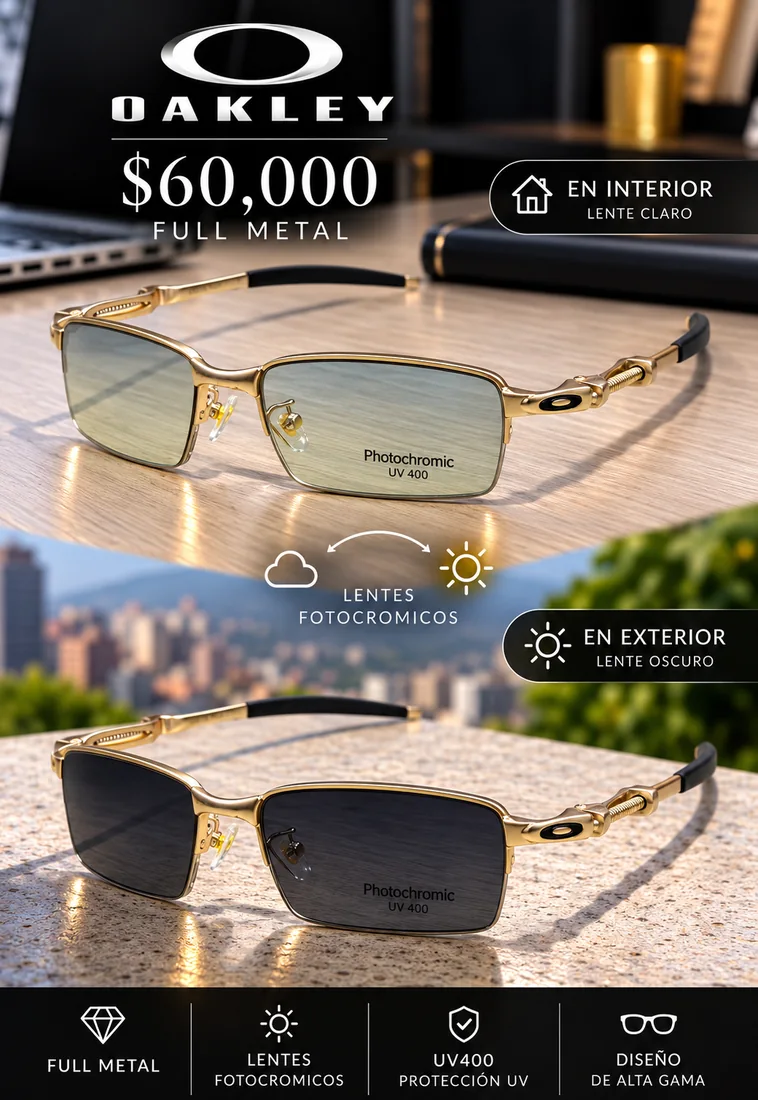 OAKLEY
$60,000
FULL METAL
EN INTERIOR
LENTE CLARO
Photochromic
UV 400
LENTES
FOTOCROMICOS
EN EXTERIOR
LENTE OSCURO
Photochromic
UV 400
FULL METAL
LENTES
FOTOCROMICOS
UV400
PROTECCIÓN UV
DISEÑO
DE ALTA GAMA